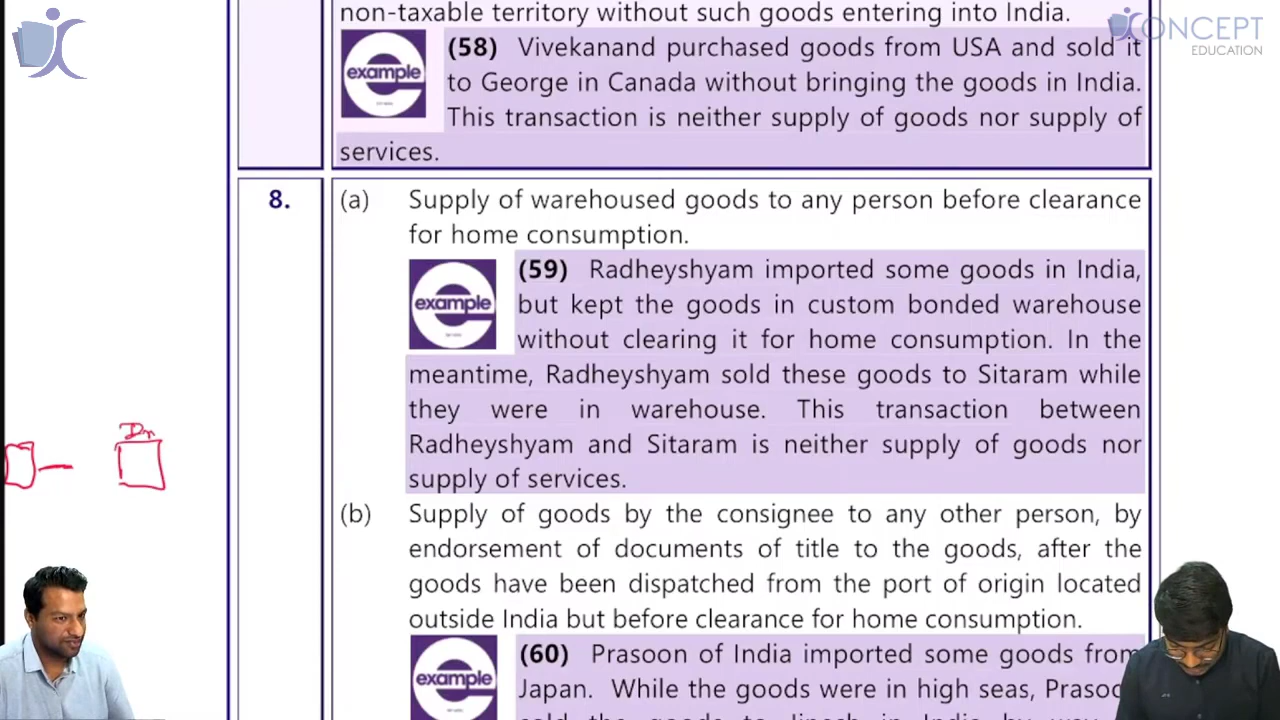 non-taxable territory without such goods entering into India.
CONCEPT
EDUCATION
example
(58) Vivekanand purchased goods from USA and sold it
to George in Canada without bringing the goods in India.
This transaction is neither supply of goods nor supply of
services.
8.
(a) Supply of warehoused goods to any person before clearance
for home consumption.
example
(59) Radheyshyam imported some goods in India,
but kept the goods in custom bonded warehouse
without clearing it for home consumption. In the
meantime, Radheyshyam sold these goods to Sitaram while
they were in warehouse. This transaction between
Radheyshyam and Sitaram is neither supply of goods nor
supply of services.
(b) Supply of goods by the consignee to any other person, by
endorsement of documents of title to the goods, after the
goods have been dispatched from the port of origin located
outside India but before clearance for home consumption.
example
(60) Prasoon of India imported some goods from
Japan. While the goods were in high seas,